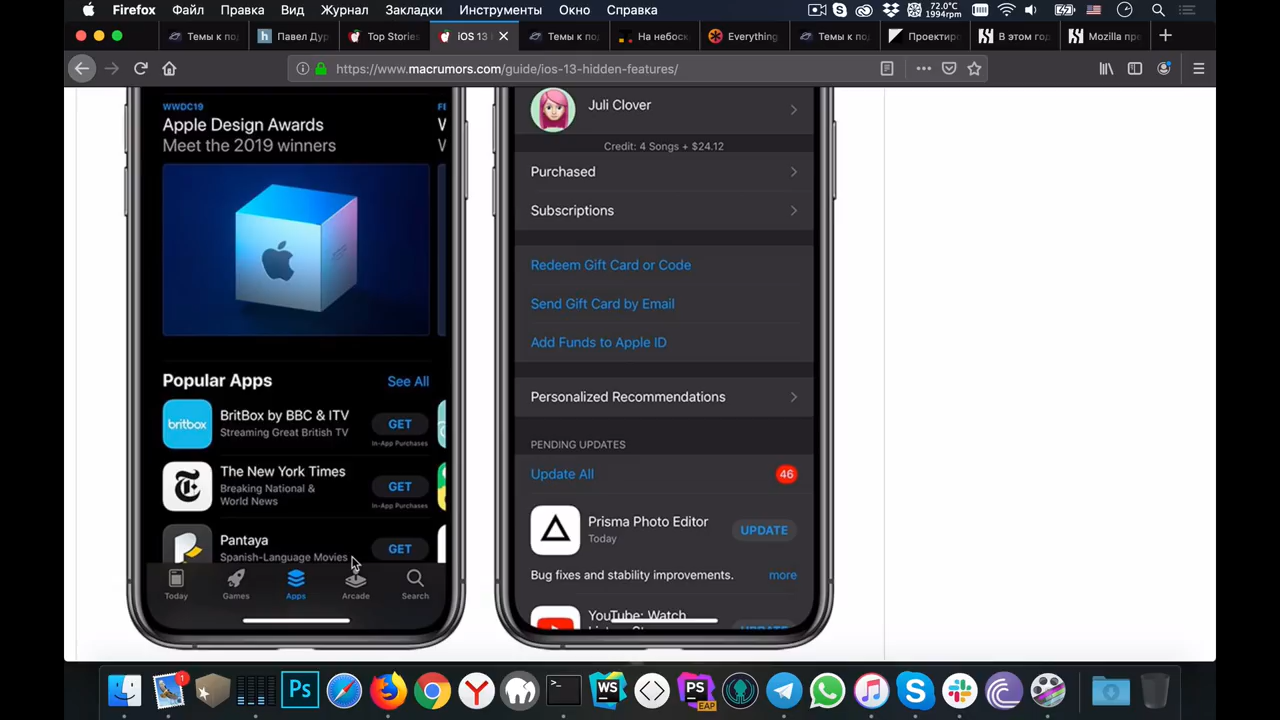 Firefox Файл Правка Вид Журнал Закладки Инструменты Окно Справка 72.0°C 1994rpm
Темы к под Павел Дур Top Stories iOS 13 Темы к под На небоск Everything Темы к под Проектиро В этом год Mozilla пре
https://www.macrumors.com/guide/ios-13-hidden-features/
WWDC19
Apple Design Awards
Meet the 2019 winners
Popular Apps See All
britbox
BritBox by BBC & ITV
Streaming Great British TV
GET
In-App Purchases
The New York Times
Breaking National &
World News
GET
In-App Purchases
Pantaya
Spanish-Language Movies
GET
Today Games Apps Arcade Search
Juli Clover
Credit: 4 Songs + $24.12
Purchased
Subscriptions
Redeem Gift Card or Code
Send Gift Card by Email
Add Funds to Apple ID
Personalized Recommendations
PENDING UPDATES
Update All 46
Prisma Photo Editor
Today
UPDATE
Bug fixes and stability improvements. more
YouTube: Watch,
1 Ps Y >_ WS PS EAP S